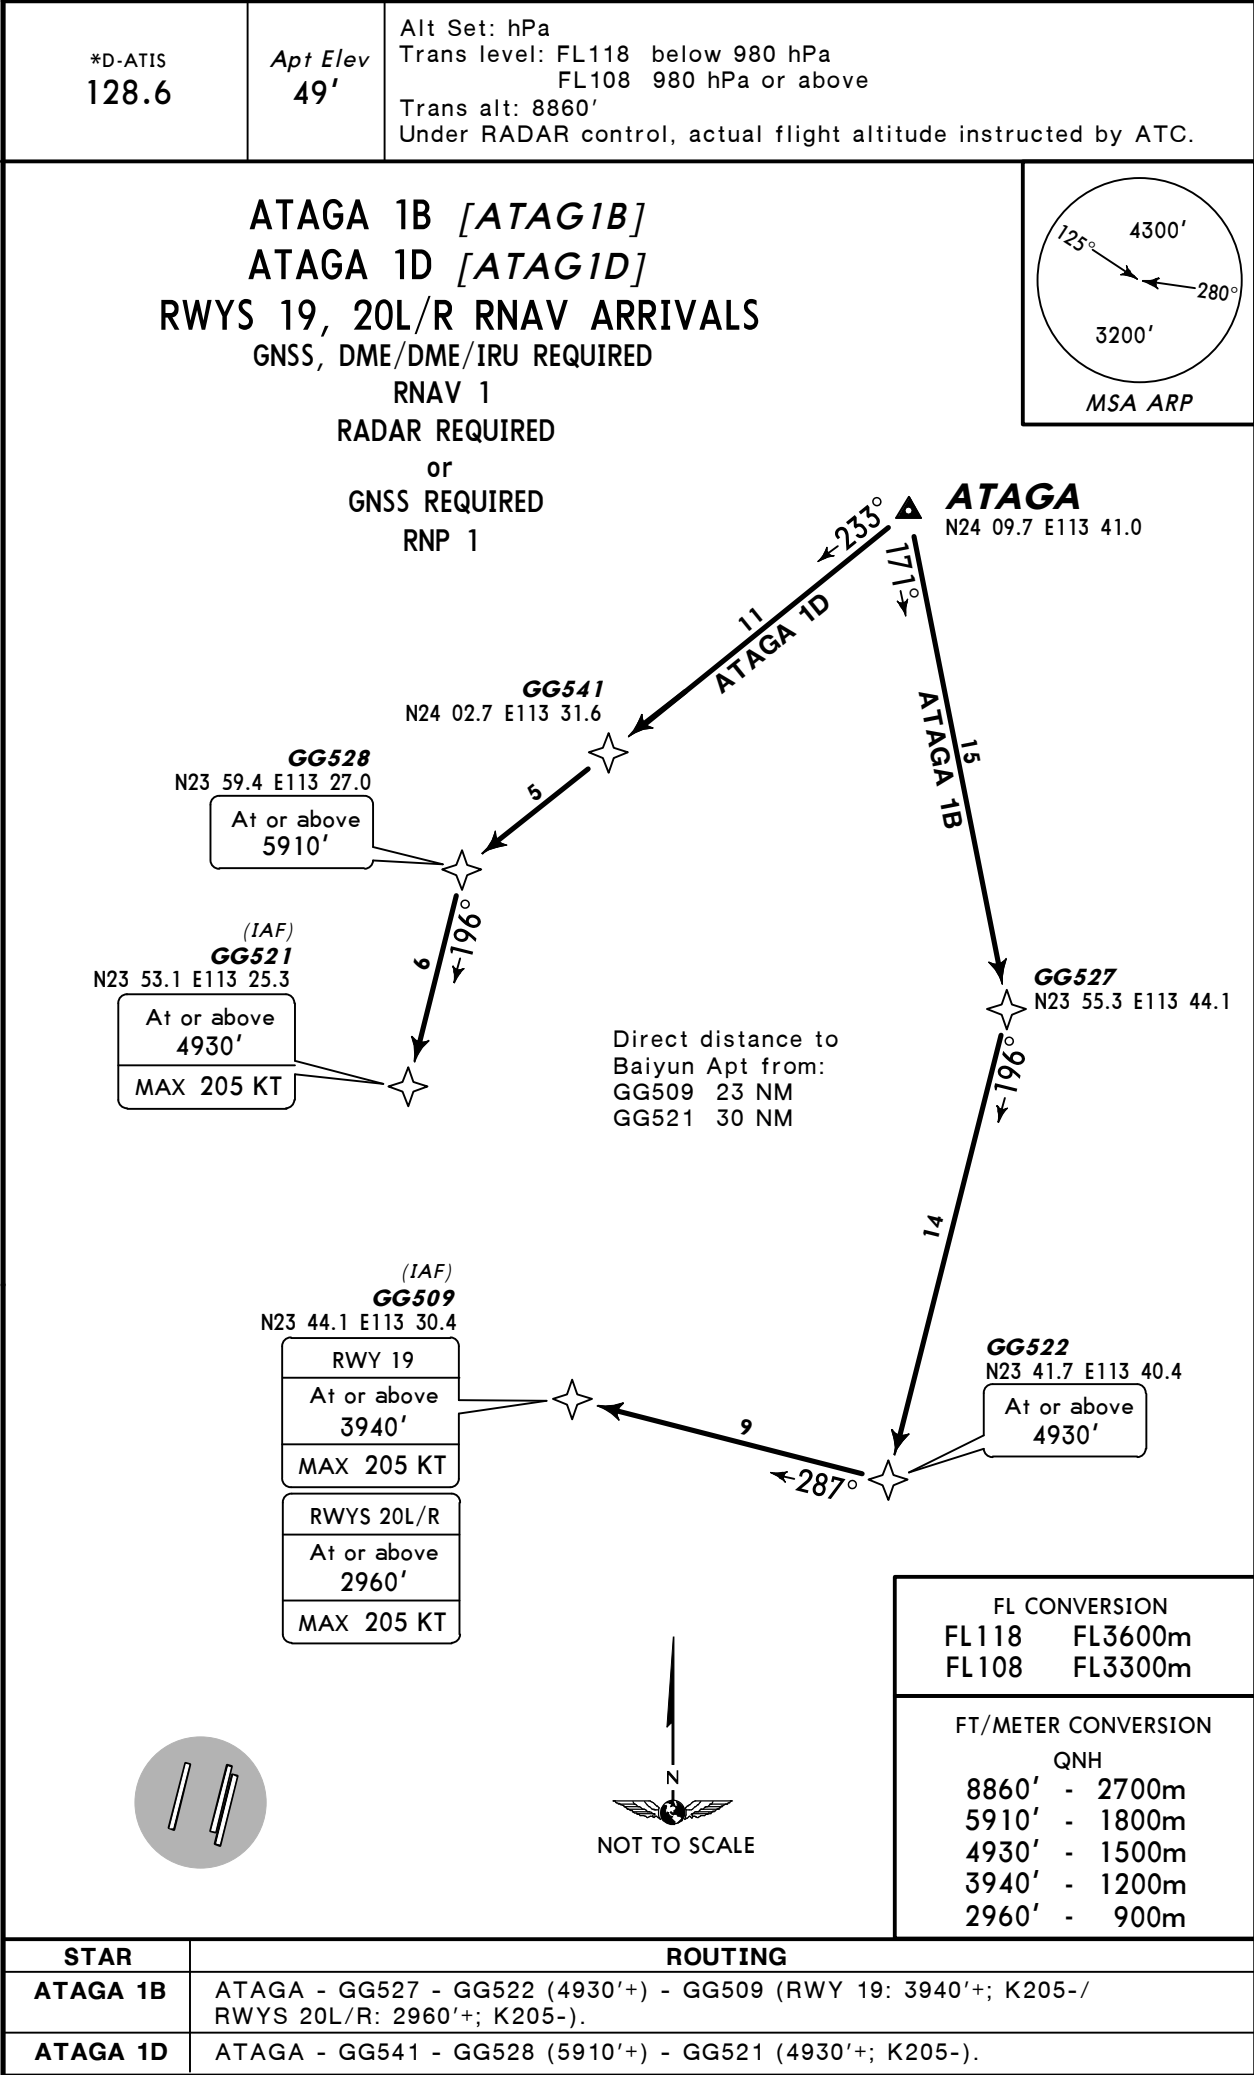 *D-ATIS
128.6
Apt Elev
49'
Alt Set: hPa
Trans level: FL118 below 980 hPa
FL108 980 hPa or above
Trans alt: 8860'
Under RADAR control, actual flight altitude instructed by ATC.
ATAGA 1B [ATAG1B]
ATAGA 1D [ATAG1D]
RWYS 19, 20L/R RNAV ARRIVALS
GNSS, DME/DME/IRU REQUIRED
RNAV 1
RADAR REQUIRED
or
GNSS REQUIRED
RNP 1
125°
4300'
280°
3200'
MSA ARP
ATAGA
N24 09.7 E113 41.0
233°
171°
11
ATAGA 1D
15
ATAGA 1B
GG541
N24 02.7 E113 31.6
5
GG528
N23 59.4 E113 27.0
At or above
5910'
196°
6
(IAF)
GG521
N23 53.1 E113 25.3
At or above
4930'
MAX 205 KT
GG527
N23 55.3 E113 44.1
196°
Direct distance to
Baiyun Apt from:
GG509 23 NM
GG521 30 NM
14
(IAF)
GG509
N23 44.1 E113 30.4
RWY 19
At or above
3940'
MAX 205 KT
RWYS 20L/R
At or above
2960'
MAX 205 KT
9
287°
GG522
N23 41.7 E113 40.4
At or above
4930'
N
NOT TO SCALE
FL CONVERSION
FL118 FL3600m
FL108 FL3300m
FT/METER CONVERSION
QNH
8860' - 2700m
5910' - 1800m
4930' - 1500m
3940' - 1200m
2960' - 900m
STAR ROUTING
ATAGA 1B ATAGA - GG527 - GG522 (4930'+) - GG509 (RWY 19: 3940'+; K205-/
RWYS 20L/R: 2960'+; K205-).
ATAGA 1D ATAGA - GG541 - GG528 (5910'+) - GG521 (4930'+; K205-).